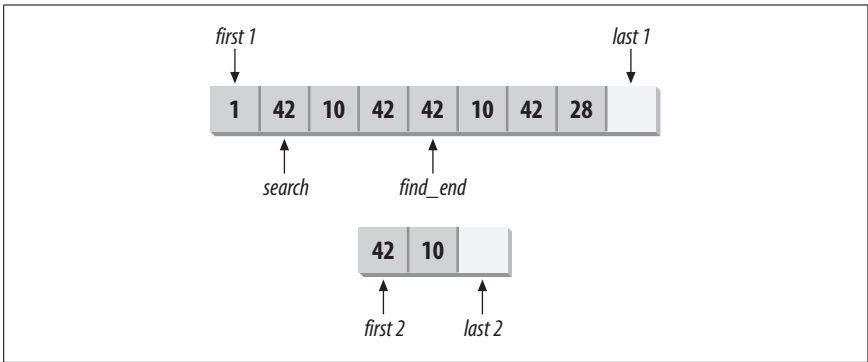 first 1 last 1
1 42 10 42 42 10 42 28
search find_end
42 10
first 2 last 2